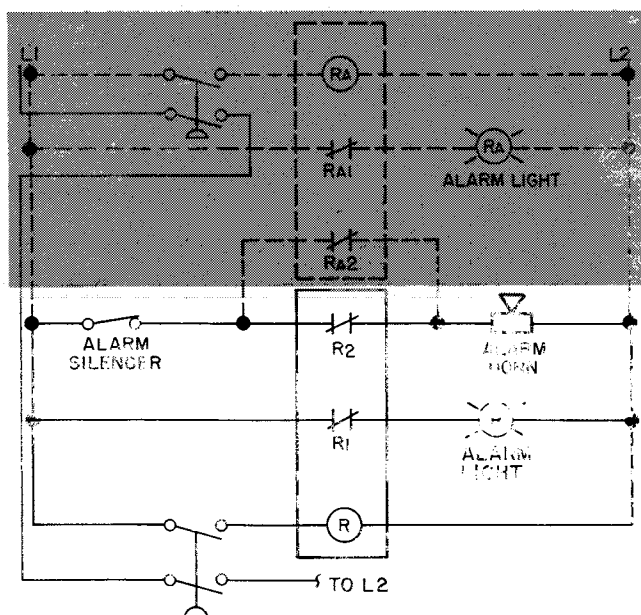 L1
L2
RA
RA1
RA
ALARM LIGHT
RA2
ALARM
SILENCER
R2
ALARM
HORN
R1
ALARM
LIGHT
R
TO L2